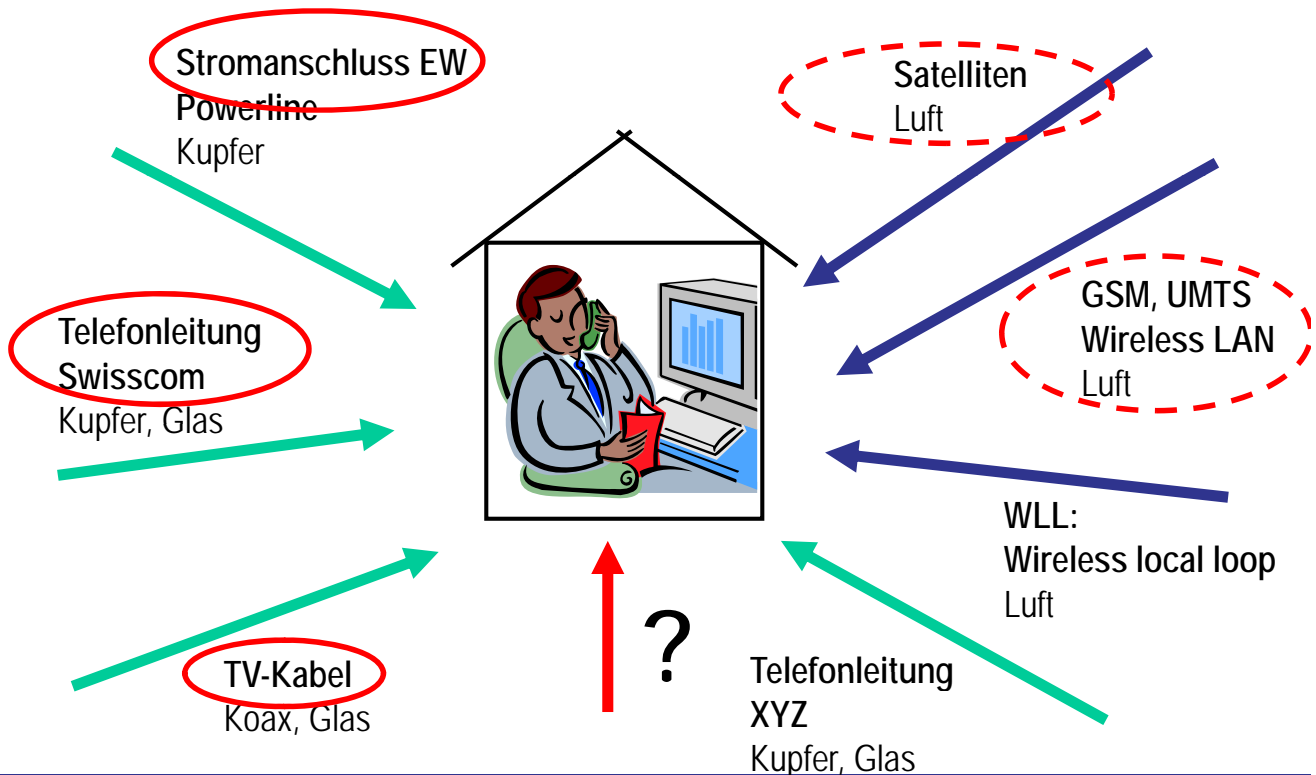 Stromanschluss EW
Powerline
Kupfer
Satelliten
Luft
Telefonleitung
Swisscom
Kupfer, Glas
GSM, UMTS
Wireless LAN
Luft
WLL:
Wireless local loop
Luft
TV-Kabel
Koax, Glas
?
Telefonleitung
XYZ
Kupfer, Glas